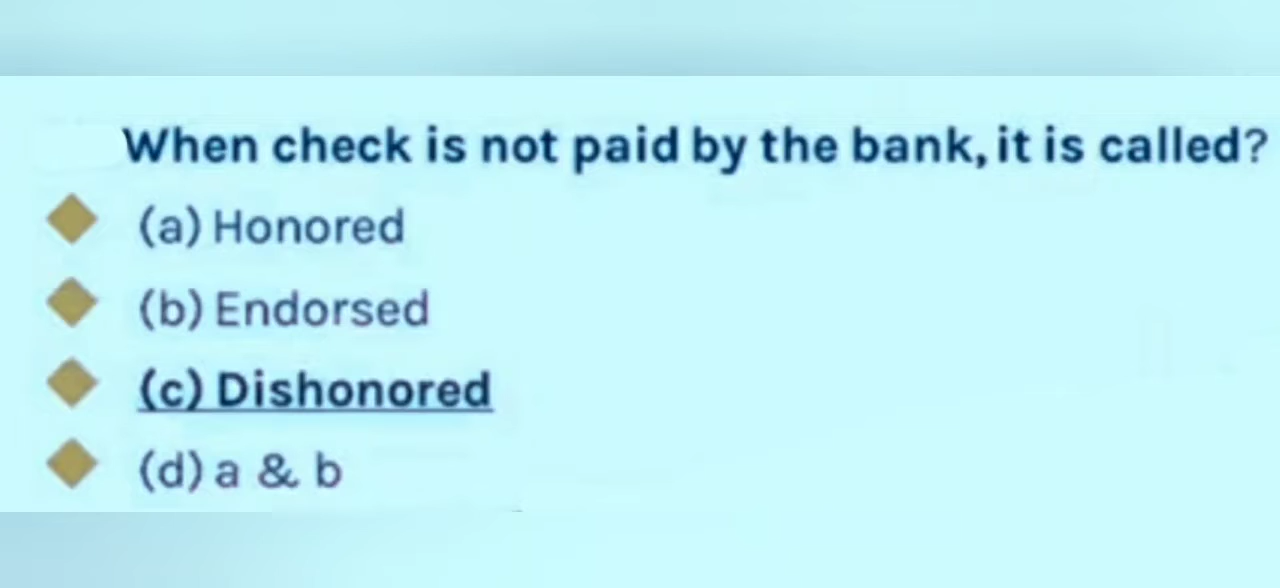 When check is not paid by the bank, it is called?
(a) Honored
(b) Endorsed
(c) Dishonored
(d) a & b